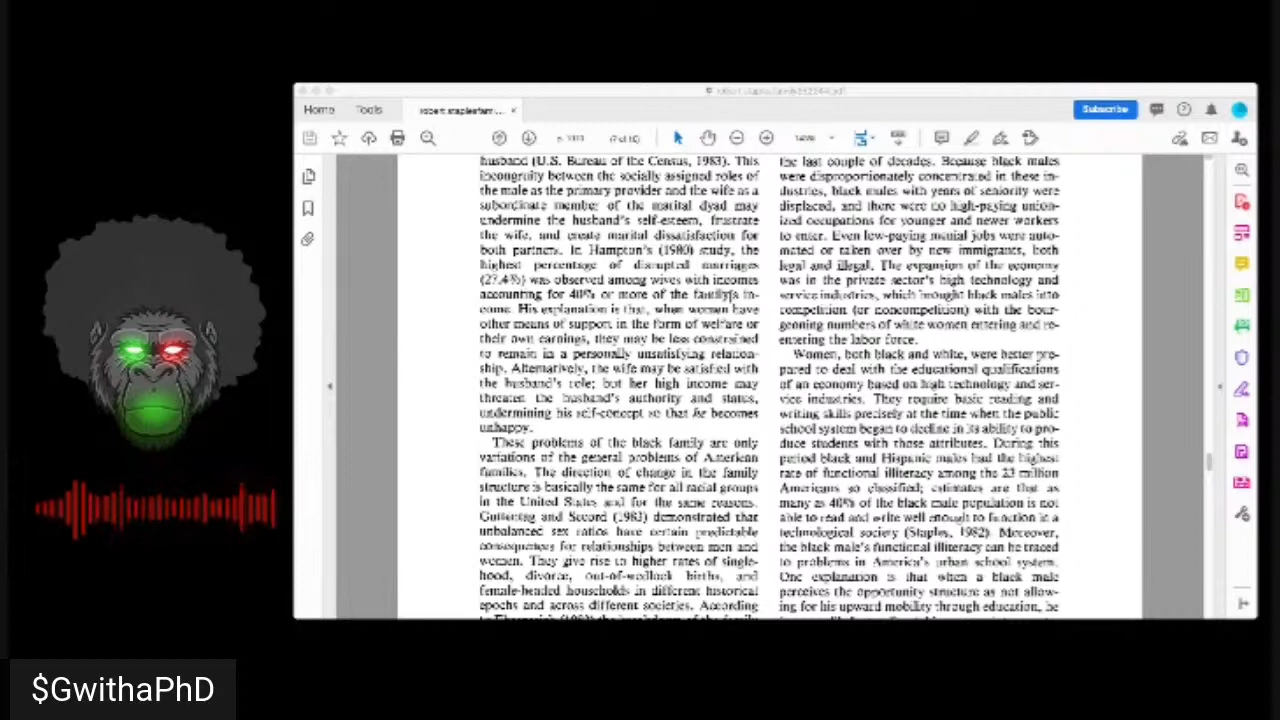 robert staplesfam...
Home
Tools
Subscribe
husband (U.S. Bureau of the Census, 1983). This
incongruity between the socially assigned roles of
the male as the primary provider and the wife as a
subordinate member of the marital dyad may
undermine the husband's self-esteem, frustrate
the wife, and create marital dissatisfaction for
both partners. In Hampton's (1980) study, the
highest percentage of disrupted marriages
(27.4%) was observed among wives with incomes
accounting for 40% or more of the family's in-
come. His explanation is that, when women have
other means of support in the form of welfare or
their own earnings, they may be less constrained
to remain in a personally unsatisfying relation-
ship. Alternatively, the wife may be satisfied with
the husband's role; but her high income may
threaten the husband's authority and status,
undermining his self-concept so that he becomes
unhappy.
These problems of the black family are only
variations of the general problems of American
families. The direction of change in the family
structure is basically the same for all racial groups
in the United States and for the same reasons.
Guttentag and Secord (1983) demonstrated that
unbalanced sex ratios have certain predictable
consequences for relationships between men and
women. They give rise to higher rates of single-
hood, divorce, out-of-wedlock births, and
female-headed households in different historical
epochs and across different societies. According
the breakdown of the family
the last couple of decades. Because black males
were disproportionately concentrated in these in-
dustries, black males with years of seniority were
displaced, and there were no high-paying union-
ized occupations for younger and newer workers
to enter. Even low-paying menial jobs were auto-
mated or taken over by new immigrants, both
legal and illegal. The expansion of the economy
was in the private sector's high technology and
service industries, which brought black males into
competition (or noncompetition) with the bour-
geoning numbers of white women entering and re-
entering the labor force.
Women, both black and white, were better pre-
pared to deal with the educational qualifications
of an economy based on high technology and ser-
vice industries. They require basic reading and
writing skills precisely at the time when the public
school system began to decline in its ability to pro-
duce students with those attributes. During this
period black and Hispanic males had the highest
rate of functional illiteracy among the 23 million
Americans so classified; estimates are that as
many as 40% of the black male population is not
able to read and write well enough to function in a
technological society (Staples, 1982). Moreover,
the black male's functional illiteracy can be traced
to problems in America's urban school system.
One explanation is that when a black male
perceives the opportunity structure as not allow-
ing for his upward mobility through education, he
$GwithaPhD